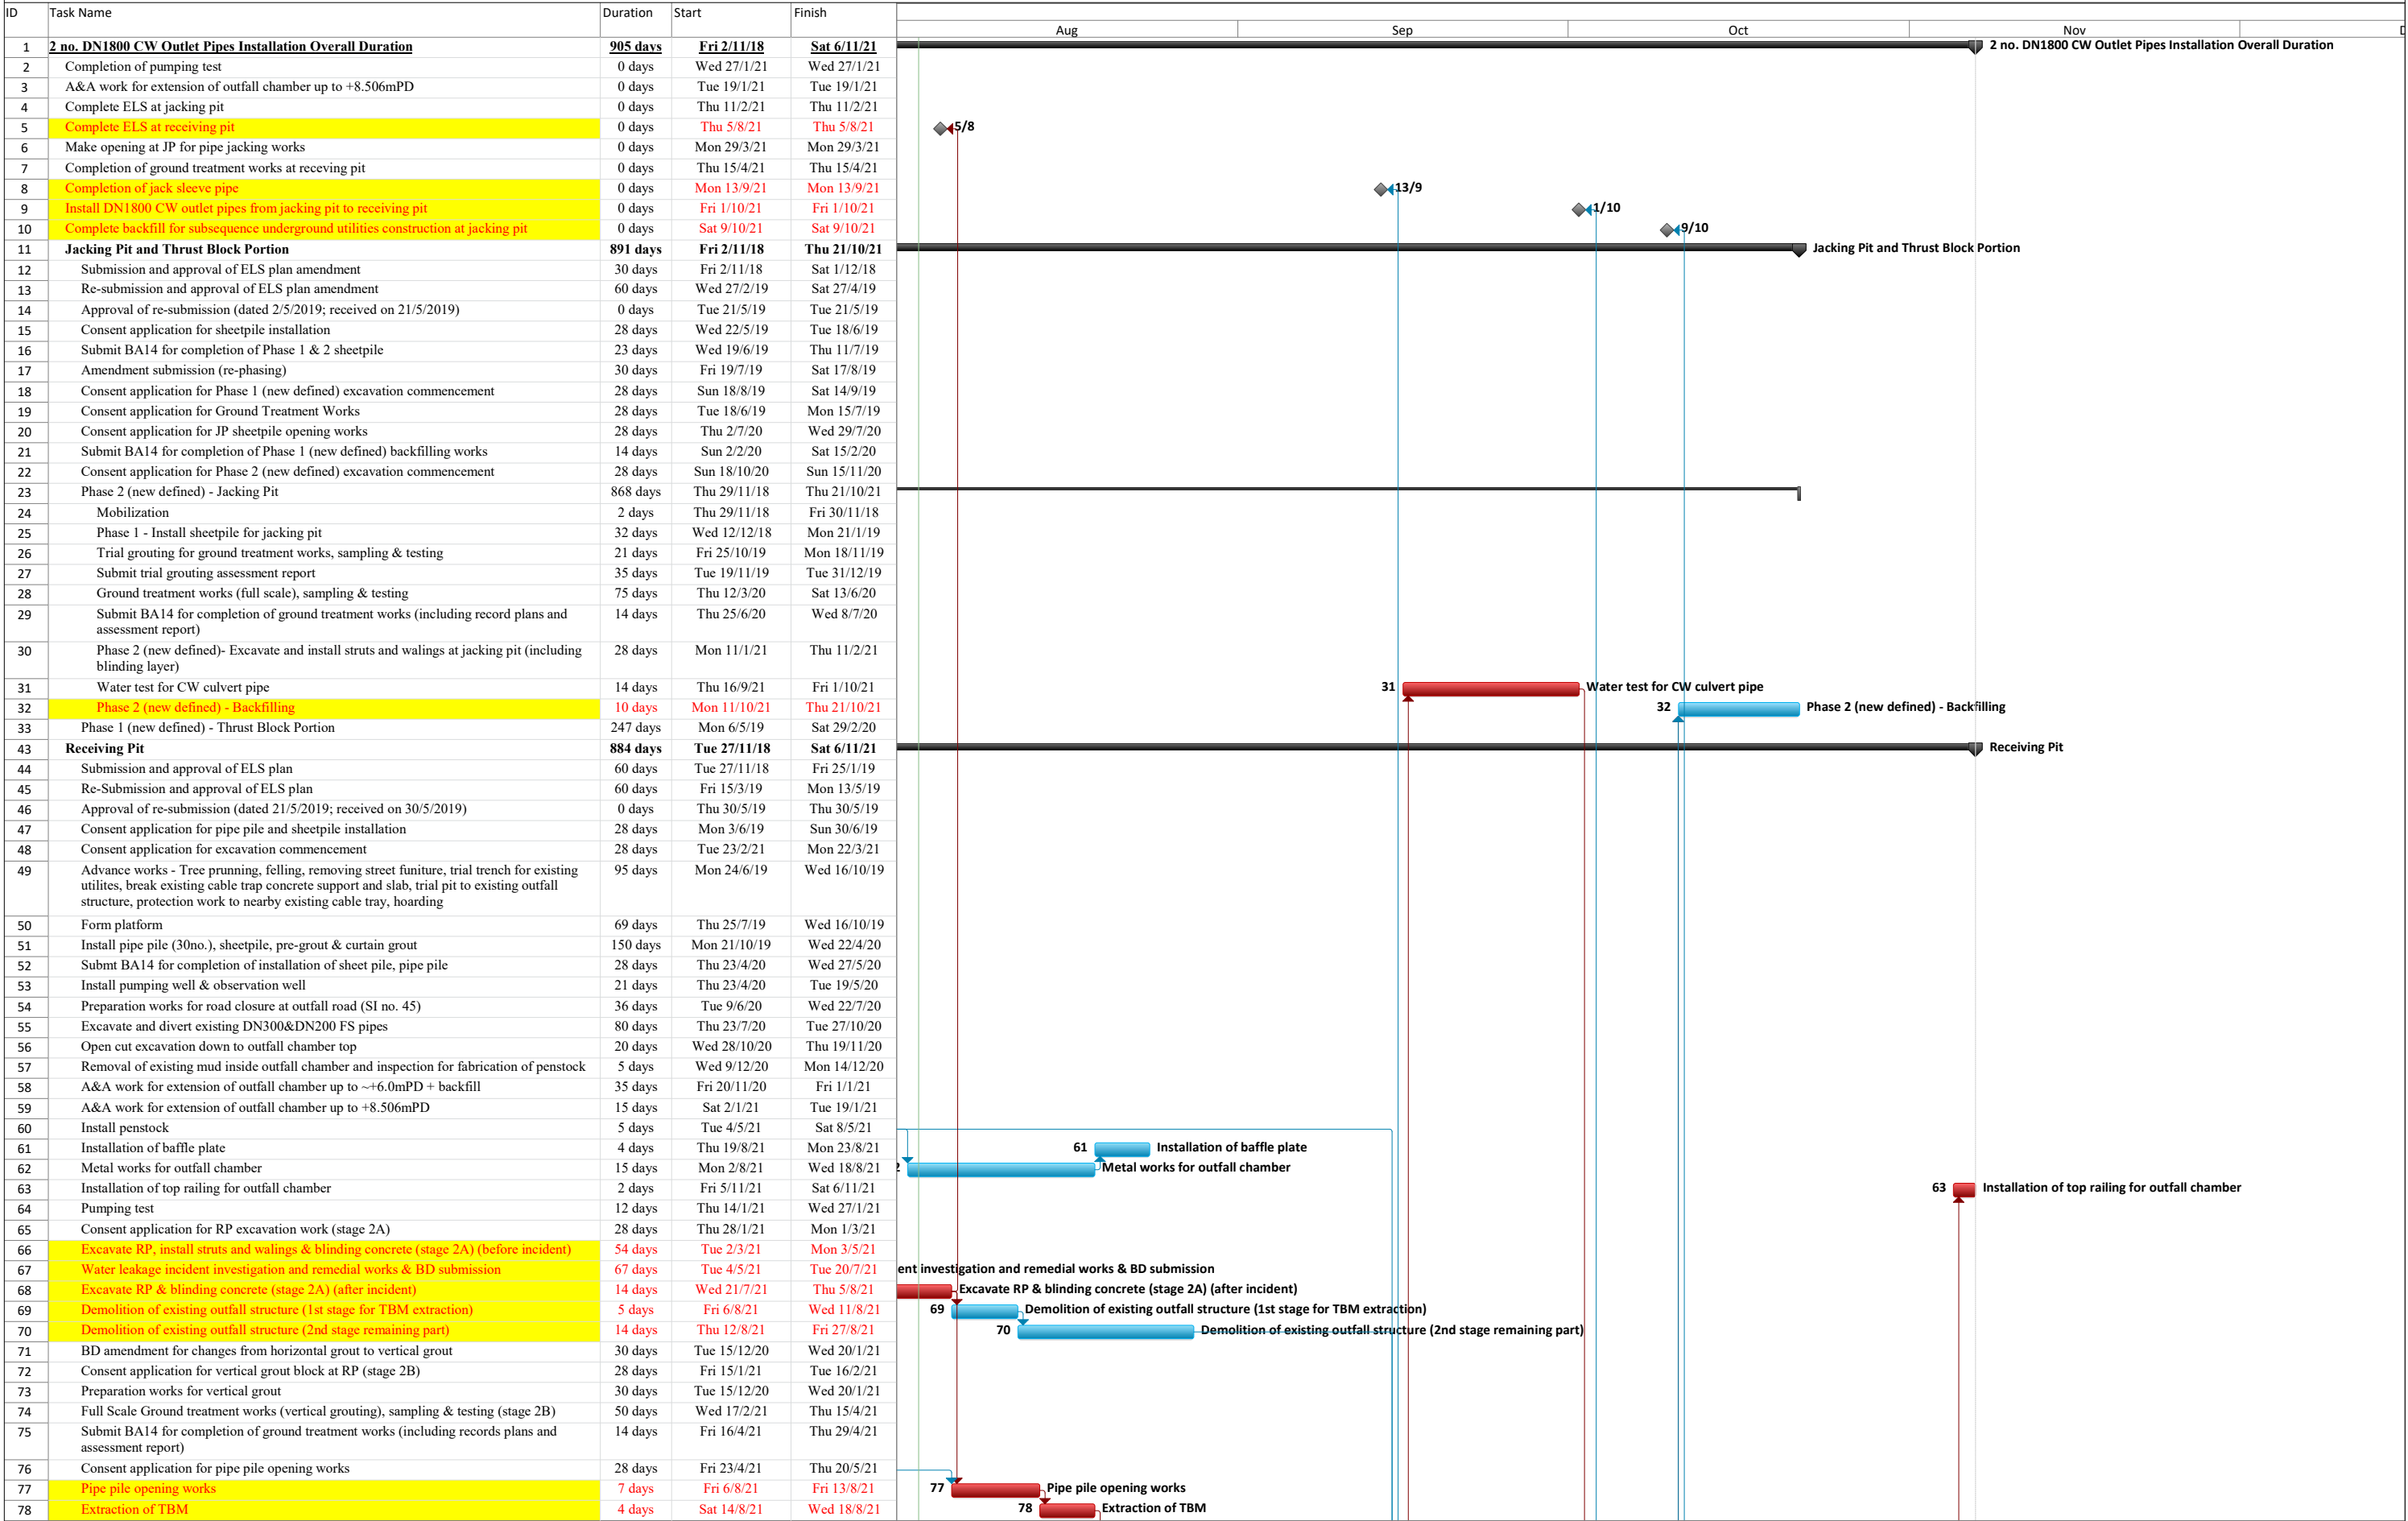 ID Task Name Duration Start Finish
Aug Sep Oct Nov D
1 2 no. DN1800 CW Outlet Pipes Installation Overall Duration 905 days Fri 2/11/18 Sat 6/11/21 2 no. DN1800 CW Outlet Pipes Installation Overall Duration
2 Completion of pumping test 0 days Wed 27/1/21 Wed 27/1/21
3 A&A work for extension of outfall chamber up to +8.506mPD 0 days Tue 19/1/21 Tue 19/1/21
4 Complete ELS at jacking pit 0 days Thu 11/2/21 Thu 11/2/21
5 Complete ELS at receiving pit 0 days Thu 5/8/21 Thu 5/8/21 5/8
6 Make opening at JP for pipe jacking works 0 days Mon 29/3/21 Mon 29/3/21
7 Completion of ground treatment works at receving pit 0 days Thu 15/4/21 Thu 15/4/21
8 Completion of jack sleeve pipe 0 days Mon 13/9/21 Mon 13/9/21 13/9
9 Install DN1800 CW outlet pipes from jacking pit to receiving pit 0 days Fri 1/10/21 Fri 1/10/21 1/10
10 Complete backfill for subsequence underground utilities construction at jacking pit 0 days Sat 9/10/21 Sat 9/10/21 9/10
11 Jacking Pit and Thrust Block Portion 891 days Fri 2/11/18 Thu 21/10/21 Jacking Pit and Thrust Block Portion
12 Submission and approval of ELS plan amendment 30 days Fri 2/11/18 Sat 1/12/18
13 Re-submission and approval of ELS plan amendment 60 days Wed 27/2/19 Sat 27/4/19
14 Approval of re-submission (dated 2/5/2019; received on 21/5/2019) 0 days Tue 21/5/19 Tue 21/5/19
15 Consent application for sheetpile installation 28 days Wed 22/5/19 Tue 18/6/19
16 Submit BA14 for completion of Phase 1 & 2 sheetpile 23 days Wed 19/6/19 Thu 11/7/19
17 Amendment submission (re-phasing) 30 days Fri 19/7/19 Sat 17/8/19
18 Consent application for Phase 1 (new defined) excavation commencement 28 days Sun 18/8/19 Sat 14/9/19
19 Consent application for Ground Treatment Works 28 days Tue 18/6/19 Mon 15/7/19
20 Consent application for JP sheetpile opening works 28 days Thu 2/7/20 Wed 29/7/20
21 Submit BA14 for completion of Phase 1 (new defined) backfilling works 14 days Sun 2/2/20 Sat 15/2/20
22 Consent application for Phase 2 (new defined) excavation commencement 28 days Sun 18/10/20 Sun 15/11/20
23 Phase 2 (new defined) - Jacking Pit 868 days Thu 29/11/18 Thu 21/10/21
24 Mobilization 2 days Thu 29/11/18 Fri 30/11/18
25 Phase 1 - Install sheetpile for jacking pit 32 days Wed 12/12/18 Mon 21/1/19
26 Trial grouting for ground treatment works, sampling & testing 21 days Fri 25/10/19 Mon 18/11/19
27 Submit trial grouting assessment report 35 days Tue 19/11/19 Tue 31/12/19
28 Ground treatment works (full scale), sampling & testing 75 days Thu 12/3/20 Sat 13/6/20
29 Submit BA14 for completion of ground treatment works (including record plans and 14 days Thu 25/6/20 Wed 8/7/20
assessment report)
30 Phase 2 (new defined)- Excavate and install struts and walings at jacking pit (including 28 days Mon 11/1/21 Thu 11/2/21
blinding layer)
31 Water test for CW culvert pipe 14 days Thu 16/9/21 Fri 1/10/21 31 Water test for CW culvert pipe
32 Phase 2 (new defined) - Backfilling 10 days Mon 11/10/21 Thu 21/10/21 32 Phase 2 (new defined) - Backfilling
33 Phase 1 (new defined) - Thrust Block Portion 247 days Mon 6/5/19 Sat 29/2/20
43 Receiving Pit 884 days Tue 27/11/18 Sat 6/11/21 Receiving Pit
44 Submission and approval of ELS plan 60 days Tue 27/11/18 Fri 25/1/19
45 Re-Submission and approval of ELS plan 60 days Fri 15/3/19 Mon 13/5/19
46 Approval of re-submission (dated 21/5/2019; received on 30/5/2019) 0 days Thu 30/5/19 Thu 30/5/19
47 Consent application for pipe pile and sheetpile installation 28 days Mon 3/6/19 Sun 30/6/19
48 Consent application for excavation commencement 28 days Tue 23/2/21 Mon 22/3/21
49 Advance works - Tree prunning, felling, removing street funiture, trial trench for existing 95 days Mon 24/6/19 Wed 16/10/19
utilites, break existing cable trap concrete support and slab, trial pit to existing outfall
structure, protection work to nearby existing cable tray, hoarding
50 Form platform 69 days Thu 25/7/19 Wed 16/10/19
51 Install pipe pile (30no.), sheetpile, pre-grout & curtain grout 150 days Mon 21/10/19 Wed 22/4/20
52 Submt BA14 for completion of installation of sheet pile, pipe pile 28 days Thu 23/4/20 Wed 27/5/20
53 Install pumping well & observation well 21 days Thu 23/4/20 Tue 19/5/20
54 Preparation works for road closure at outfall road (SI no. 45) 36 days Tue 9/6/20 Wed 22/7/20
55 Excavate and divert existing DN300&DN200 FS pipes 80 days Thu 23/7/20 Tue 27/10/20
56 Open cut excavation down to outfall chamber top 20 days Wed 28/10/20 Thu 19/11/20
57 Removal of existing mud inside outfall chamber and inspection for fabrication of penstock 5 days Wed 9/12/20 Mon 14/12/20
58 A&A work for extension of outfall chamber up to ~+6.0mPD + backfill 35 days Fri 20/11/20 Fri 1/1/21
59 A&A work for extension of outfall chamber up to +8.506mPD 15 days Sat 2/1/21 Tue 19/1/21
60 Install penstock 5 days Tue 4/5/21 Sat 8/5/21
61 Installation of baffle plate 4 days Thu 19/8/21 Mon 23/8/21 61 Installation of baffle plate
62 Metal works for outfall chamber 15 days Mon 2/8/21 Wed 18/8/21 2 Metal works for outfall chamber
63 Installation of top railing for outfall chamber 2 days Fri 5/11/21 Sat 6/11/21 63 Installation of top railing for outfall chamber
64 Pumping test 12 days Thu 14/1/21 Wed 27/1/21
65 Consent application for RP excavation work (stage 2A) 28 days Thu 28/1/21 Mon 1/3/21
66 Excavate RP, install struts and walings & blinding concrete (stage 2A) (before incident) 54 days Tue 2/3/21 Mon 3/5/21
67 Water leakage incident investigation and remedial works & BD submission 67 days Tue 4/5/21 Tue 20/7/21 ent investigation and remedial works & BD submission
68 Excavate RP & blinding concrete (stage 2A) (after incident) 14 days Wed 21/7/21 Thu 5/8/21 Excavate RP & blinding concrete (stage 2A) (after incident)
69 Demolition of existing outfall structure (1st stage for TBM extraction) 5 days Fri 6/8/21 Wed 11/8/21 69 Demolition of existing outfall structure (1st stage for TBM extraction)
70 Demolition of existing outfall structure (2nd stage remaining part) 14 days Thu 12/8/21 Fri 27/8/21 70 Demolition of existing outfall structure (2nd stage remaining part)
71 BD amendment for changes from horizontal grout to vertical grout 30 days Tue 15/12/20 Wed 20/1/21
72 Consent application for vertical grout block at RP (stage 2B) 28 days Fri 15/1/21 Tue 16/2/21
73 Preparation works for vertical grout 30 days Tue 15/12/20 Wed 20/1/21
74 Full Scale Ground treatment works (vertical grouting), sampling & testing (stage 2B) 50 days Wed 17/2/21 Thu 15/4/21
75 Submit BA14 for completion of ground treatment works (including records plans and 14 days Fri 16/4/21 Thu 29/4/21
assessment report)
76 Consent application for pipe pile opening works 28 days Fri 23/4/21 Thu 20/5/21
77 Pipe pile opening works 7 days Fri 6/8/21 Fri 13/8/21 77 Pipe pile opening works
78 Extraction of TBM 4 days Sat 14/8/21 Wed 18/8/21 78 Extraction of TBM